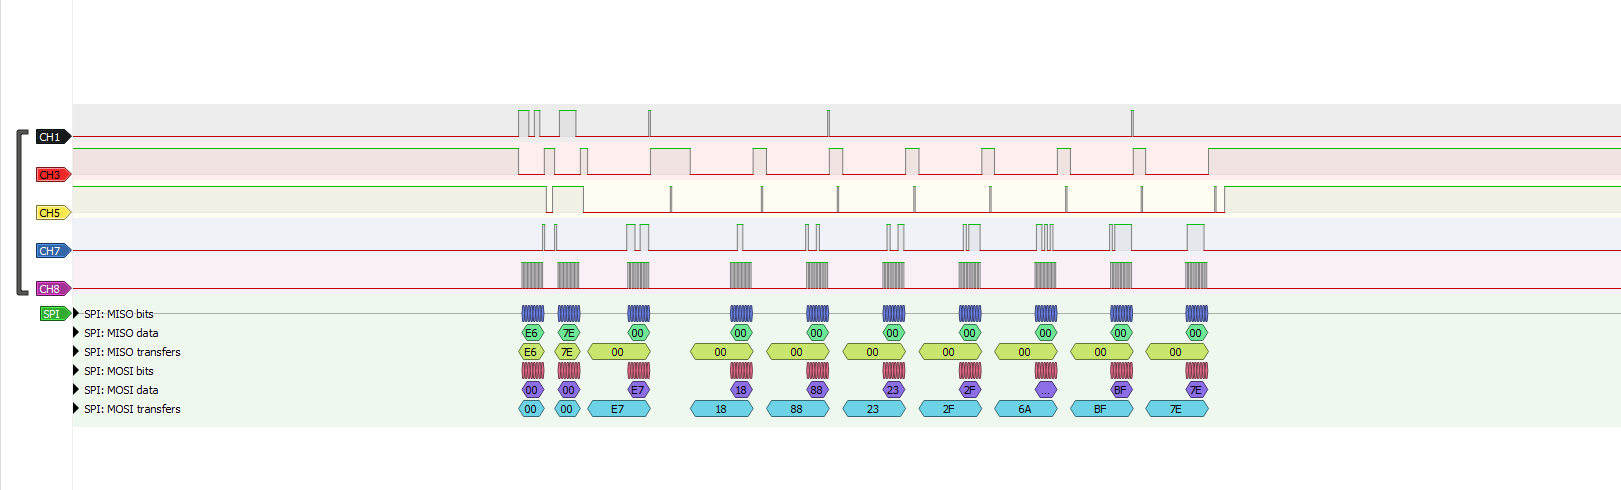 CH1
CH3
CH5
CH7
CH8
SPI SPI: MISO bits
SPI: MISO data E6 7E 00 00 00 00 00 00 00 00
SPI: MISO transfers E6 7E 00 00 00 00 00 00 00 00
SPI: MOSI bits
SPI: MOSI data 00 00 E7 18 88 23 2F ... BF 7E
SPI: MOSI transfers 00 00 E7 18 88 23 2F 6A BF 7E